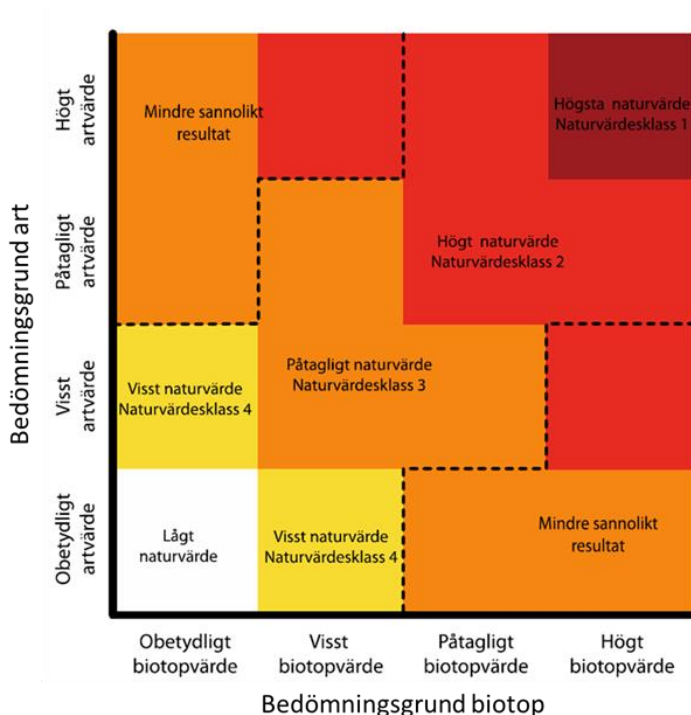 Bedömningsgrund art
Högt
artvärde
Påtagligt
artvärde
Visst
artvärde
Obetydligt
artvärde
Mindre sannolikt
resultat
Högsta naturvärde
Naturvärdesklass 1
Högt naturvärde
Naturvärdesklass 2
Påtagligt naturvärde
Naturvärdesklass 3
Visst naturvärde
Naturvärdesklass 4
Lågt
naturvärde
Visst naturvärde
Naturvärdesklass 4
Mindre sannolikt
resultat
Obetydligt
biotopvärde
Visst
biotopvärde
Påtagligt
biotopvärde
Högt
biotopvärde
Bedömningsgrund biotop